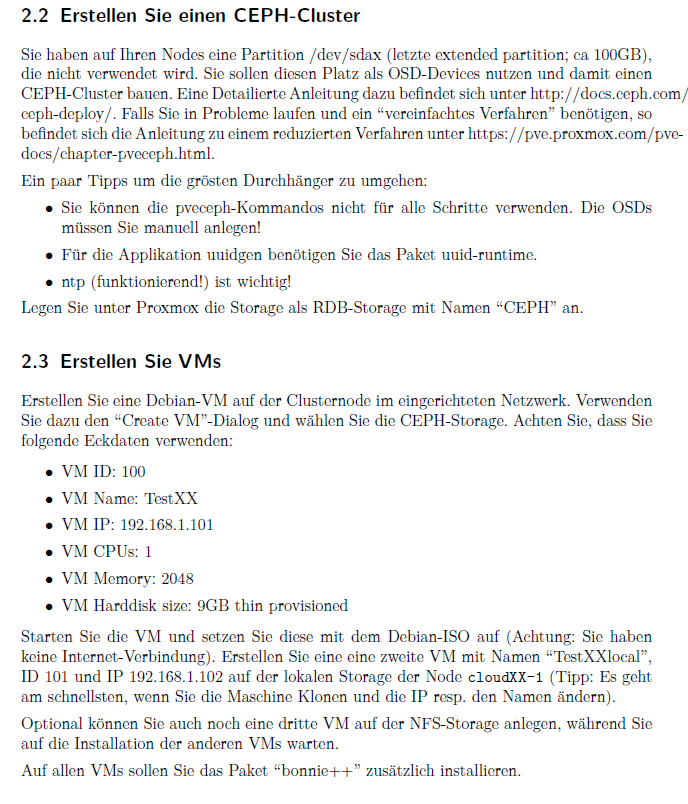 2.2 Erstellen Sie einen CEPH-Cluster
Sie haben auf Ihren Nodes eine Partition /dev/sdax (letzte extended partition; ca 100GB),
die nicht verwendet wird. Sie sollen diesen Platz als OSD-Devices nutzen und damit einen
CEPH-Cluster bauen. Eine Detailierte Anleitung dazu befindet sich unter http://docs.ceph.com/
ceph-deploy/. Falls Sie in Probleme laufen und ein “vereinfachtes Verfahren” benötigen, so
befindet sich die Anleitung zu einem reduzierten Verfahren unter https://pve.proxmox.com/pve-
docs/chapter-pveceph.html.
Ein paar Tipps um die grösten Durchhänger zu umgehen:
• Sie können die pveceph-Kommandos nicht für alle Schritte verwenden. Die OSDs
müssen Sie manuell anlegen!
• Für die Applikation uuidgen benötigen Sie das Paket uuid-runtime.
• ntp (funktionierend!) ist wichtig!
Legen Sie unter Proxmox die Storage als RDB-Storage mit Namen “CEPH” an.
2.3 Erstellen Sie VMs
Erstellen Sie eine Debian-VM auf der Clusternode im eingerichteten Netzwerk. Verwenden
Sie dazu den “Create VM”-Dialog und wählen Sie die CEPH-Storage. Achten Sie, dass Sie
folgende Eckdaten verwenden:
• VM ID: 100
• VM Name: TestXX
• VM IP: 192.168.1.101
• VM CPUs: 1
• VM Memory: 2048
• VM Harddisk size: 9GB thin provisioned
Starten Sie die VM und setzen Sie diese mit dem Debian-ISO auf (Achtung: Sie haben
keine Internet-Verbindung). Erstellen Sie eine eine zweite VM mit Namen “TestXXlocal”,
ID 101 und IP 192.168.1.102 auf der lokalen Storage der Node cloudXX-1 (Tipp: Es geht
am schnellsten, wenn Sie die Maschine Klonen und die IP resp. den Namen ändern).
Optional können Sie auch noch eine dritte VM auf der NFS-Storage anlegen, während Sie
auf die Installation der anderen VMs warten.
Auf allen VMs sollen Sie das Paket “bonnie++” zusätzlich installieren.